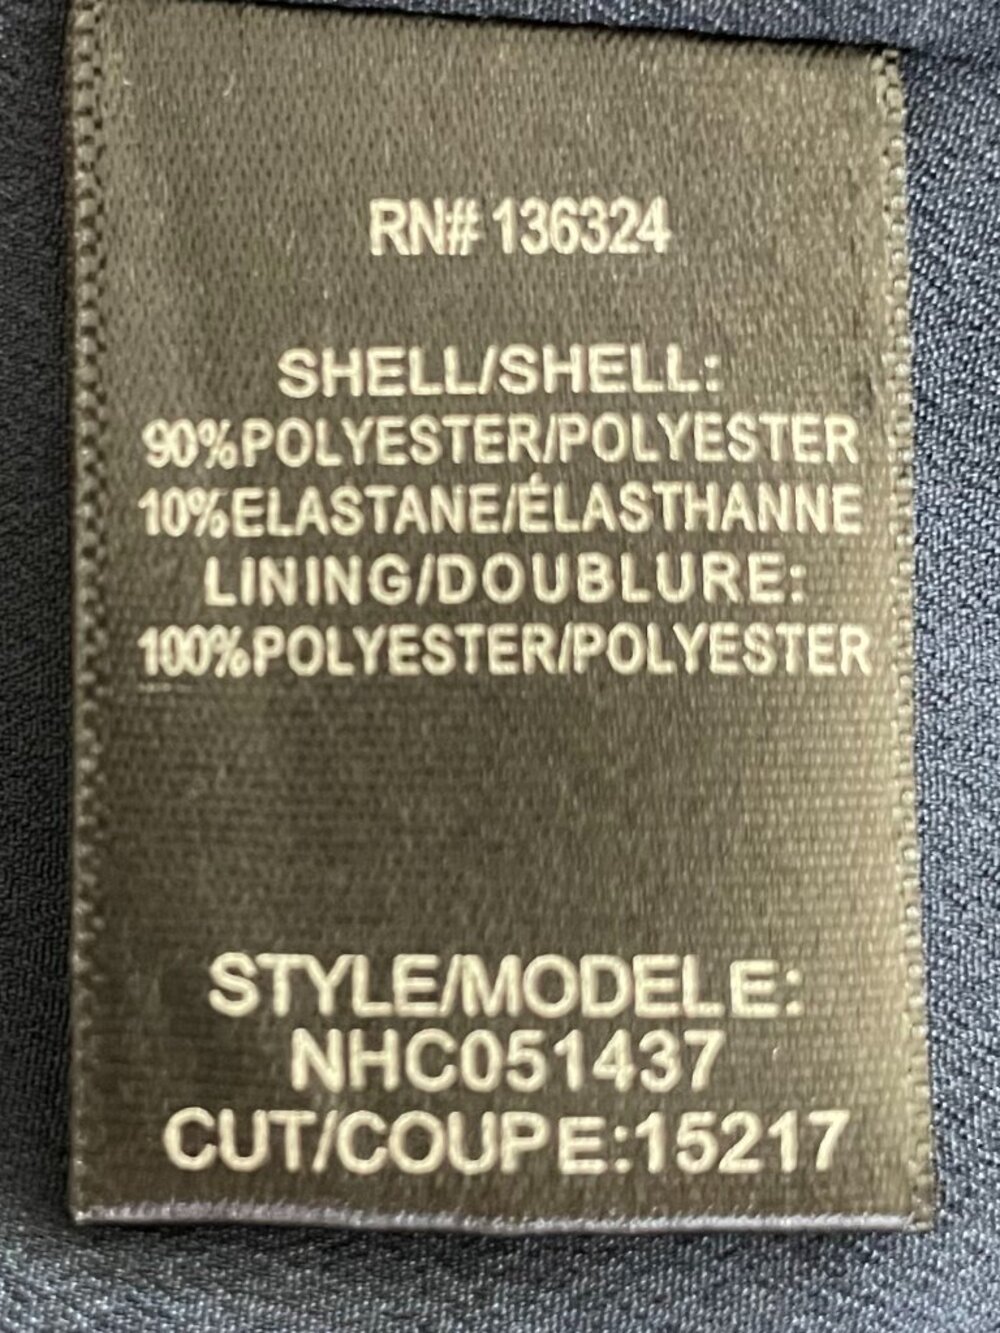 RN# 136324
SHELL/SHELL:
90%POLYESTER/POLYESTER
10%ELASTANE/ÉLASTHANNE
LINING/DOUBLURE:
100%POLYESTER/POLYESTER
STYLE/MODELE:
NHC051437
CUT/COUPE:15217